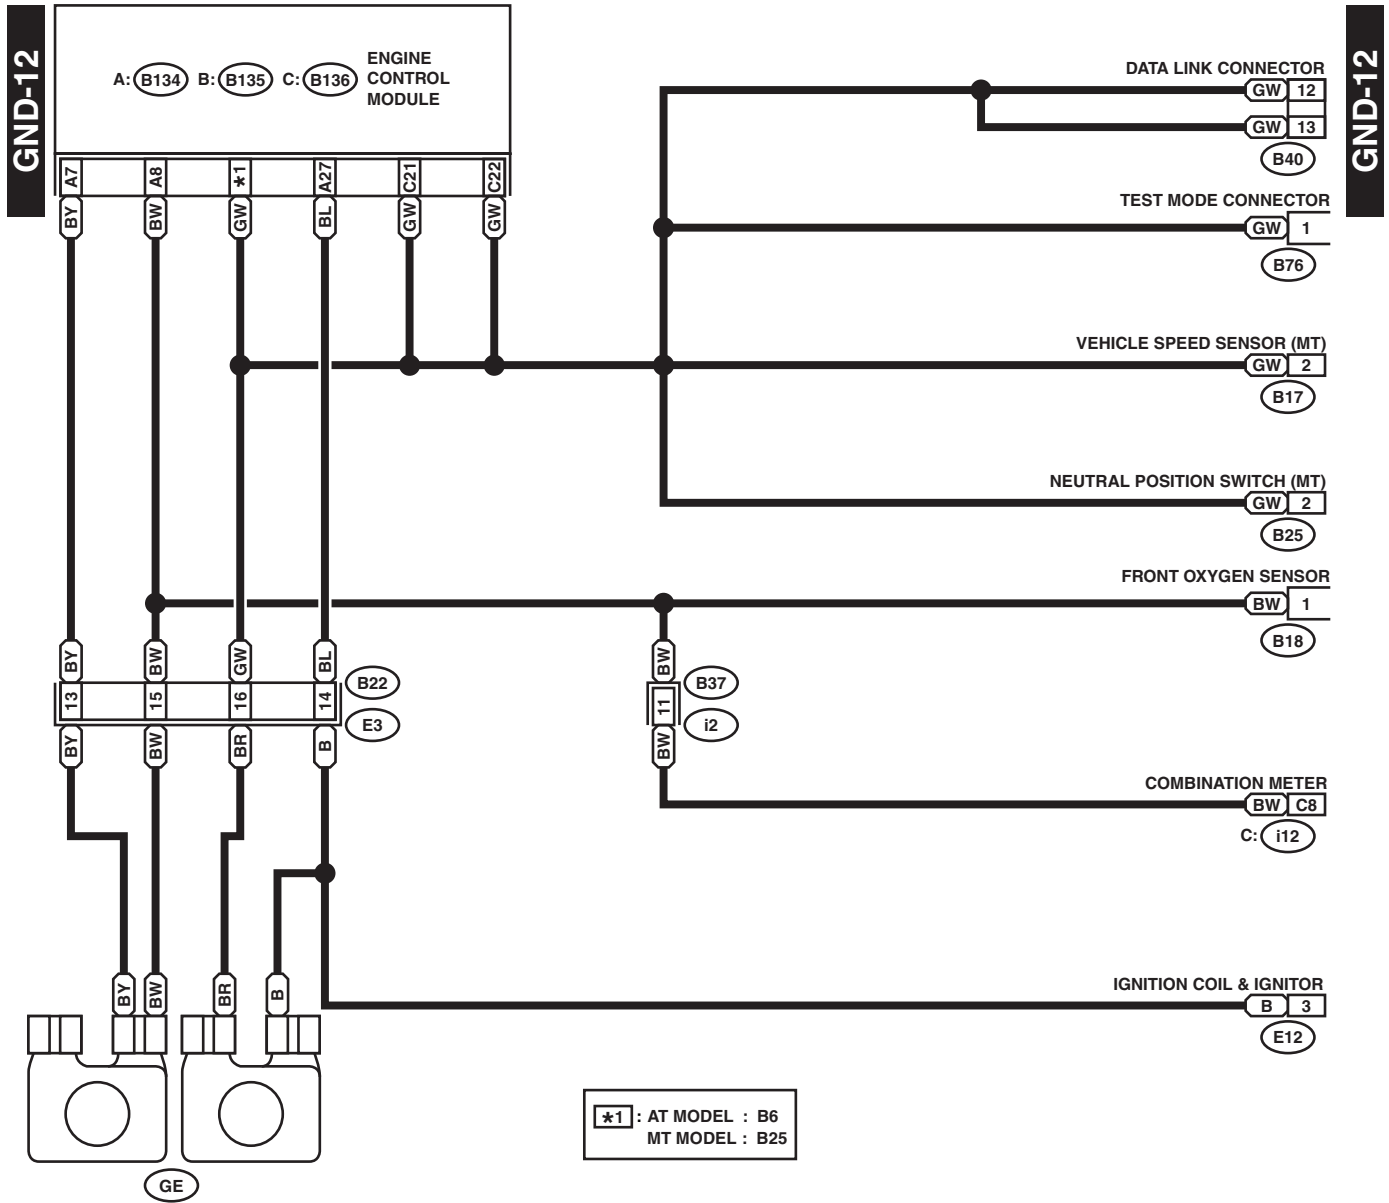 GND-12
GND-12
A: B134 B: B135 C: B136
ENGINE
CONTROL
MODULE
A7 A8 *1 A27 C21 C22
BY BW GW BL GW GW
DATA LINK CONNECTOR
GW 12
GW 13
B40
TEST MODE CONNECTOR
GW 1
B76
VEHICLE SPEED SENSOR (MT)
GW 2
B17
NEUTRAL POSITION SWITCH (MT)
GW 2
B25
FRONT OXYGEN SENSOR
BW 1
B18
BY BW GW BL
BW
13 15 16 14
B22
E3
11
B37
i2
BY BW BR B
BW
COMBINATION METER
BW C8
C: i12
BY BW BR B
IGNITION COIL & IGNITOR
B 3
E12
*1 : AT MODEL : B6
MT MODEL : B25
GE